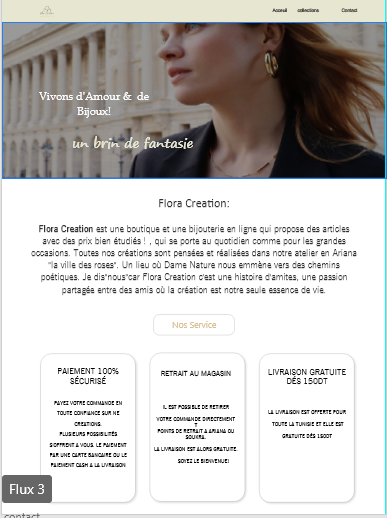 Acceuil collections Contact
Vivons d'Amour & de
Bijoux!
un brin de fantasie
Flora Creation:
Flora Creation est une boutique et une bijouterie en ligne qui propose des articles
avec des prix bien étudiés ! , qui se porte au quotidien comme pour les grandes
occasions. Toutes nos créations sont pensées et réalisées dans notre atelier en Ariana
"la ville des roses". Un lieu où Dame Nature nous emmène vers des chemins
poétiques. Je dis"nous"car Flora Création c'est une histoire d'amites, une passion
partagée entre des amis où la création est notre seule essence de vie.
Nos Service
PAIEMENT 100%
SÉCURISÉ
PAYEZ VOTRE COMMANDE EN
TOUTE CONFIANCE SUR NE
CREATIONS.
PLUSIEURS POSSIBILITÉS
S'OFFRENT A VOUS. LE PAIEMENT
PAR UNE CARTE BANCAIRE OU LE
PAIEMENT CASH A LA LIVRAISON
RETRAIT AU MAGASIN
IL EST POSSIBLE DE RETIRER
VOTRE COMMANDE DIRECTEMENT
T.
POINTS DE RETRAIT A ARIANA OU
SOUKRA.
LA LIVRAISON EST ALORS GRATUITE.
SOYEZ LE BIENVENUE!
LIVRAISON GRATUITE
DÉS 150DT
LA LIVRAISON EST OFFERTE POUR
TOUTE LA TUNISIE ET ELLE EST
GRATUITE DÉS 150DT
Flux 3
contact